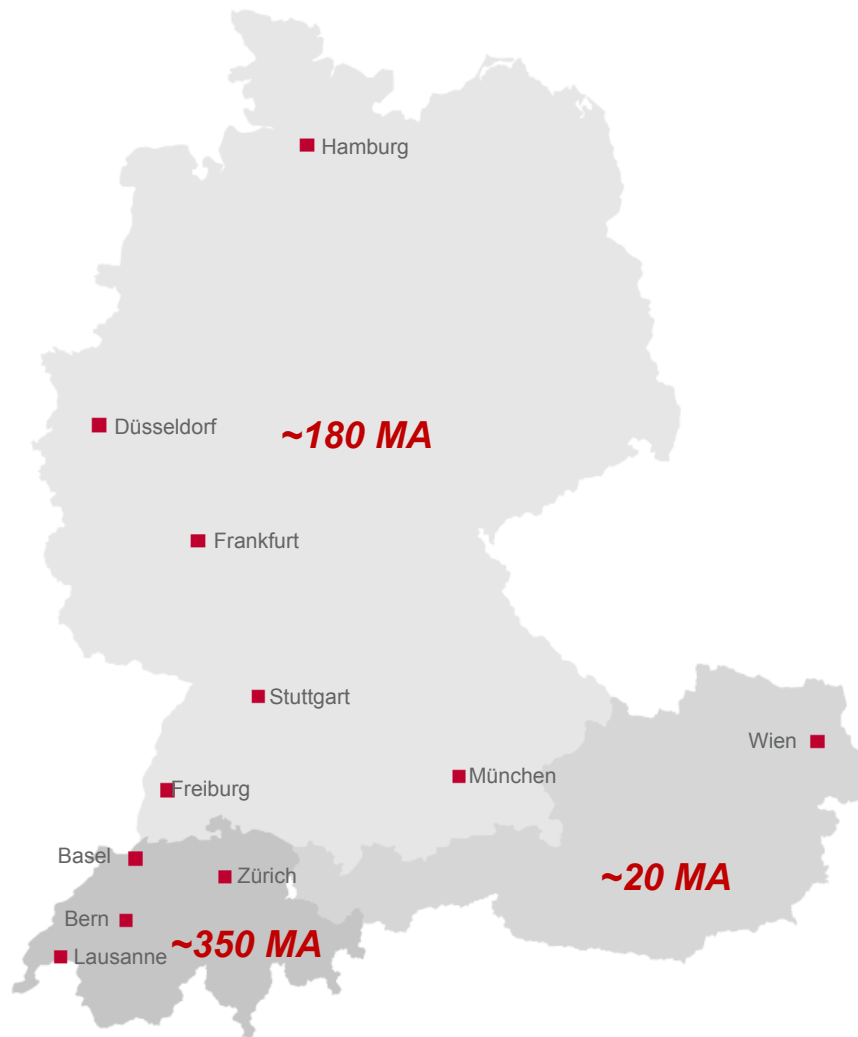 Hamburg
Düsseldorf
~180 MA
Frankfurt
Stuttgart
Wien
München
Freiburg
Basel
Zürich
~20 MA
Bern
~350 MA
Lausanne